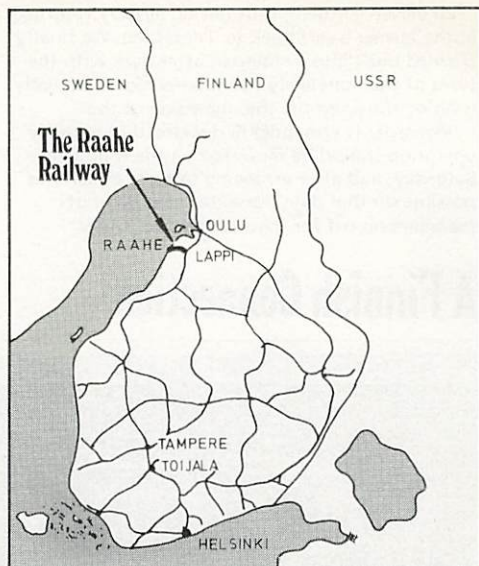 SWEDEN
FINLAND
USSR
The Raahe
Railway
OULU
RAAHE
LAPPI
TAMPERE
TOIJALA
HELSINKI